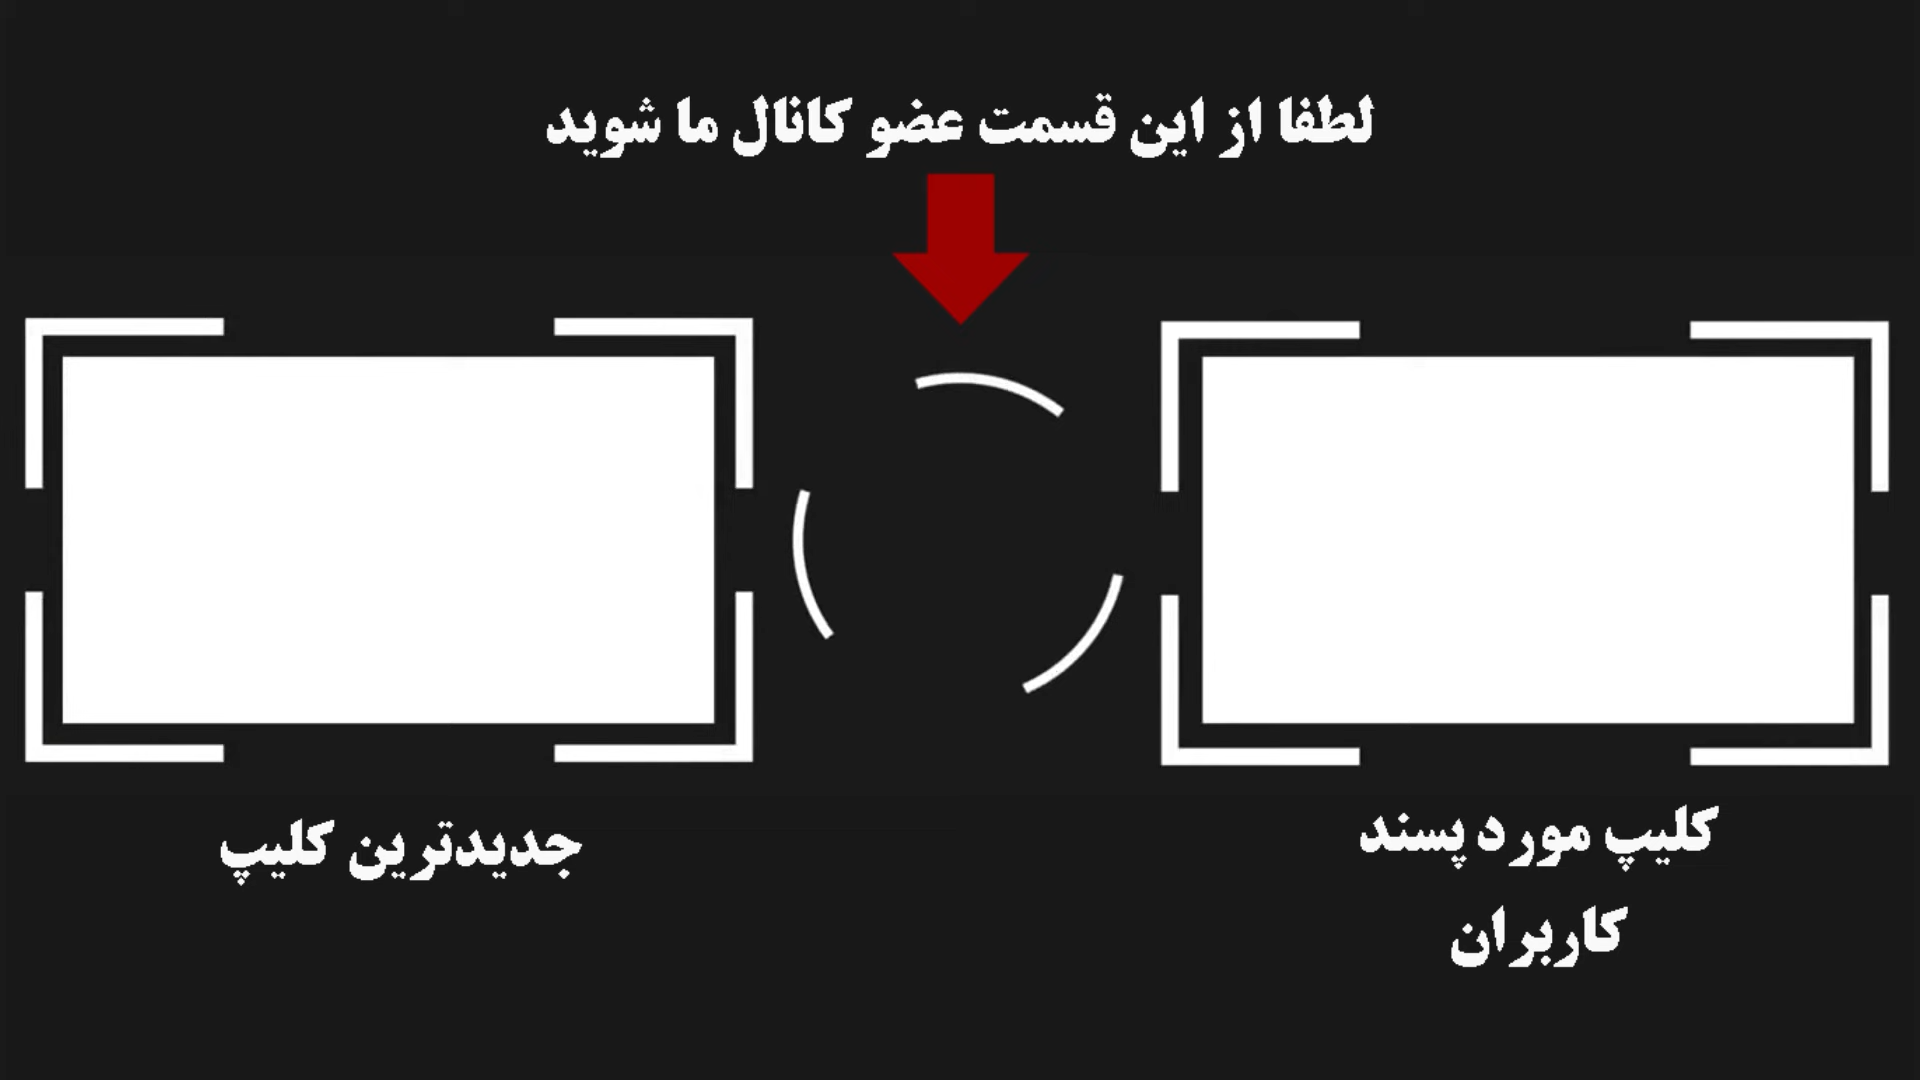 لطفا از این قسمت عضو کانال ما شوید
کلیپ مورد پسند
کاربران
جدیدترین کلیپ